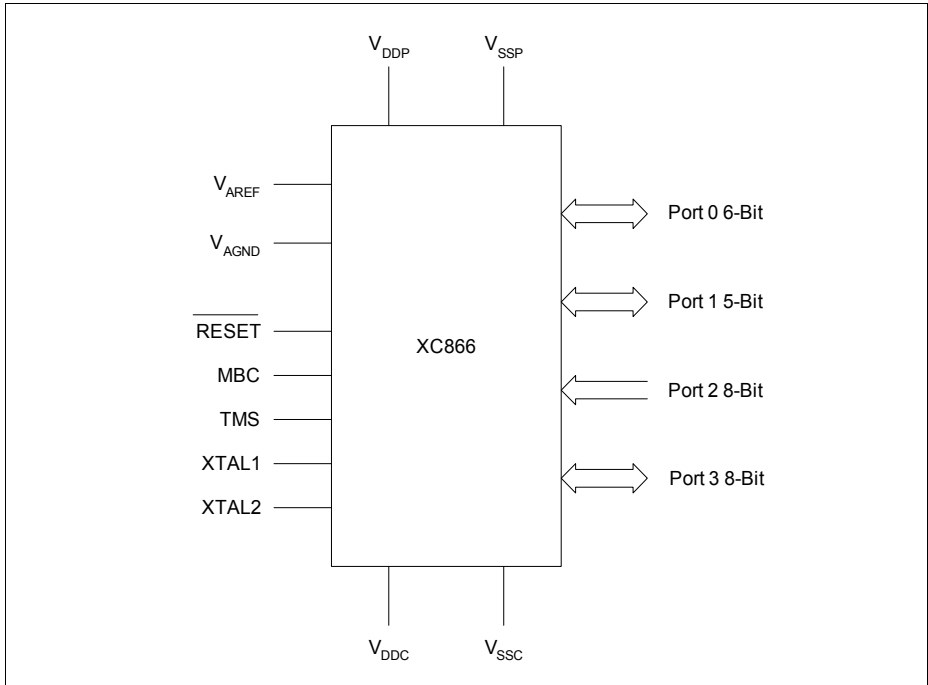 VDDP
VSSP
VAREF
VAGND
RESET
MBC
TMS
XTAL1
XTAL2
XC866
Port 0 6-Bit
Port 1 5-Bit
Port 2 8-Bit
Port 3 8-Bit
VDDC
VSSC